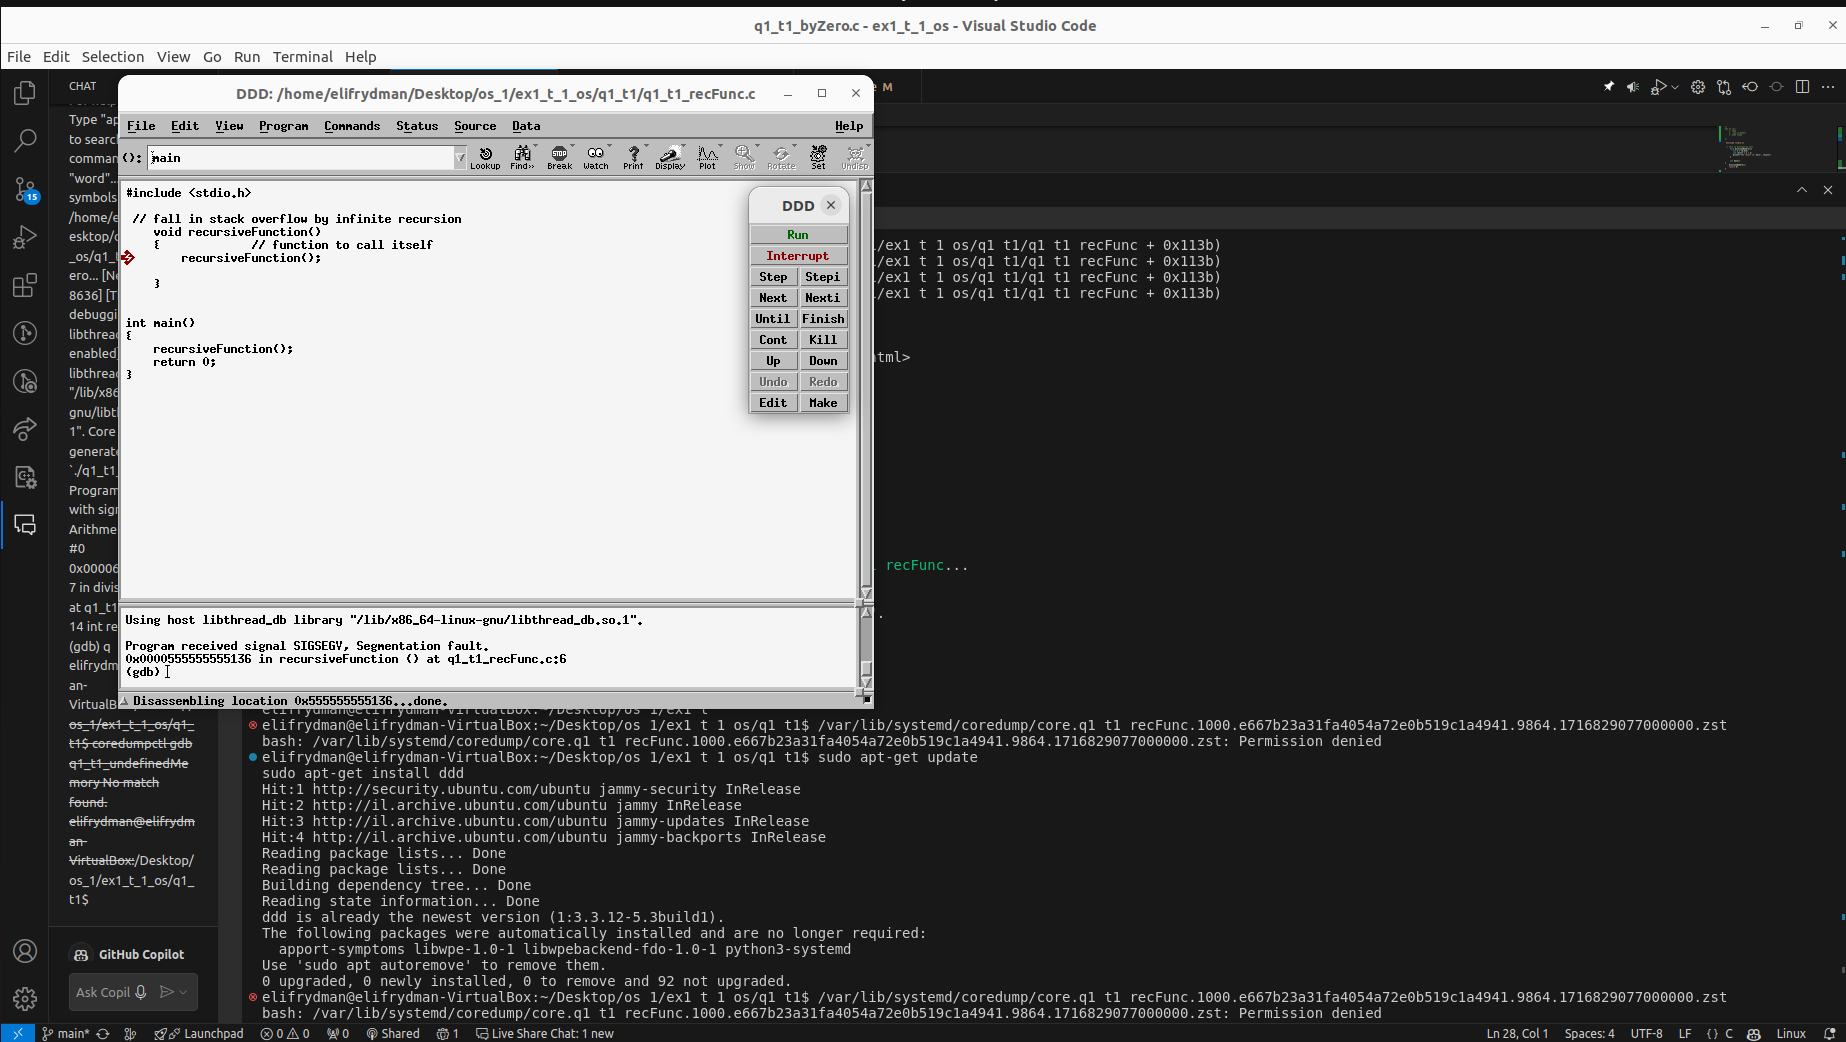 q1_t1_byZero.c - ex1_t_1_os - Visual Studio Code
File Edit Selection View Go Run Terminal Help
CHAT
Type "ap
to search
comman
"word"...
symbols
/home/e
esktop/o
_os/q1_
ero... [Ne
8636] [T
debuggi
libthread
enabled]
libthread
"/lib/x86
gnu/libt
1". Core
generate
`./q1_t1_
Program
with sign
Arithme
#0
0x00006
7 in divis
at q1_t1
14 int re
(gdb) q
elifrydm
an-
VirtualB
os_1/ex1_t_1_os/q1_
t1$ coredumpctl gdb
q1_t1_undefinedMe
mory No match
found.
elifrydman@elifrydm
an-
VirtualBox:/Desktop/
os_1/ex1_t_1_os/q1_
t1$
GitHub Copilot
Ask Copil
15
DDD: /home/elifrydman/Desktop/os_1/ex1_t_1_os/q1_t1/q1_t1_recFunc.c
File Edit View Program Commands Status Source Data Help
(): main
Lookup Find>> Break Watch Print Display Plot Show Rotate Set Undisp
STOP
#include <stdio.h>
// fall in stack overflow by infinite recursion
void recursiveFunction()
{ // function to call itself
recursiveFunction();
}
int main()
{
recursiveFunction();
return 0;
}
DDD
Run
Interrupt
Step Stepi
Next Nexti
Until Finish
Cont Kill
Up Down
Undo Redo
Edit Make
Using host libthread_db library "/lib/x86_64-linux-gnu/libthread_db.so.1".
Program received signal SIGSEGV, Segmentation fault.
0x0000555555555136 in recursiveFunction () at q1_t1_recFunc.c:6
(gdb)
Disassembling location 0x555555555136...done.
M
/ex1 t 1 os/q1 t1/q1 t1 recFunc + 0x113b)
/ex1 t 1 os/q1 t1/q1 t1 recFunc + 0x113b)
/ex1 t 1 os/q1 t1/q1 t1 recFunc + 0x113b)
/ex1 t 1 os/q1 t1/q1 t1 recFunc + 0x113b)
tml>
recFunc...
.
elifrydman@elifrydman-VirtualBox:~/Desktop/os 1/ex1 t
elifrydman@elifrydman-VirtualBox:~/Desktop/os 1/ex1 t 1 os/q1 t1$ /var/lib/systemd/coredump/core.q1 t1 recFunc.1000.e667b23a31fa4054a72e0b519c1a4941.9864.1716829077000000.zst
bash: /var/lib/systemd/coredump/core.q1 t1 recFunc.1000.e667b23a31fa4054a72e0b519c1a4941.9864.1716829077000000.zst: Permission denied
elifrydman@elifrydman-VirtualBox:~/Desktop/os 1/ex1 t 1 os/q1 t1$ sudo apt-get update
sudo apt-get install ddd
Hit:1 http://security.ubuntu.com/ubuntu jammy-security InRelease
Hit:2 http://il.archive.ubuntu.com/ubuntu jammy InRelease
Hit:3 http://il.archive.ubuntu.com/ubuntu jammy-updates InRelease
Hit:4 http://il.archive.ubuntu.com/ubuntu jammy-backports InRelease
Reading package lists... Done
Reading package lists... Done
Building dependency tree... Done
Reading state information... Done
ddd is already the newest version (1:3.3.12-5.3build1).
The following packages were automatically installed and are no longer required:
apport-symptoms libwpe-1.0-1 libwpebackend-fdo-1.0-1 python3-systemd
Use 'sudo apt autoremove' to remove them.
0 upgraded, 0 newly installed, 0 to remove and 92 not upgraded.
elifrydman@elifrydman-VirtualBox:~/Desktop/os 1/ex1 t 1 os/q1 t1$ /var/lib/systemd/coredump/core.q1 t1 recFunc.1000.e667b23a31fa4054a72e0b519c1a4941.9864.1716829077000000.zst
bash: /var/lib/systemd/coredump/core.q1 t1 recFunc.1000.e667b23a31fa4054a72e0b519c1a4941.9864.1716829077000000.zst: Permission denied
main* Launchpad 0 0 0 Shared 1 Live Share Chat: 1 new Ln 28, Col 1 Spaces: 4 UTF-8 LF { } C Linux